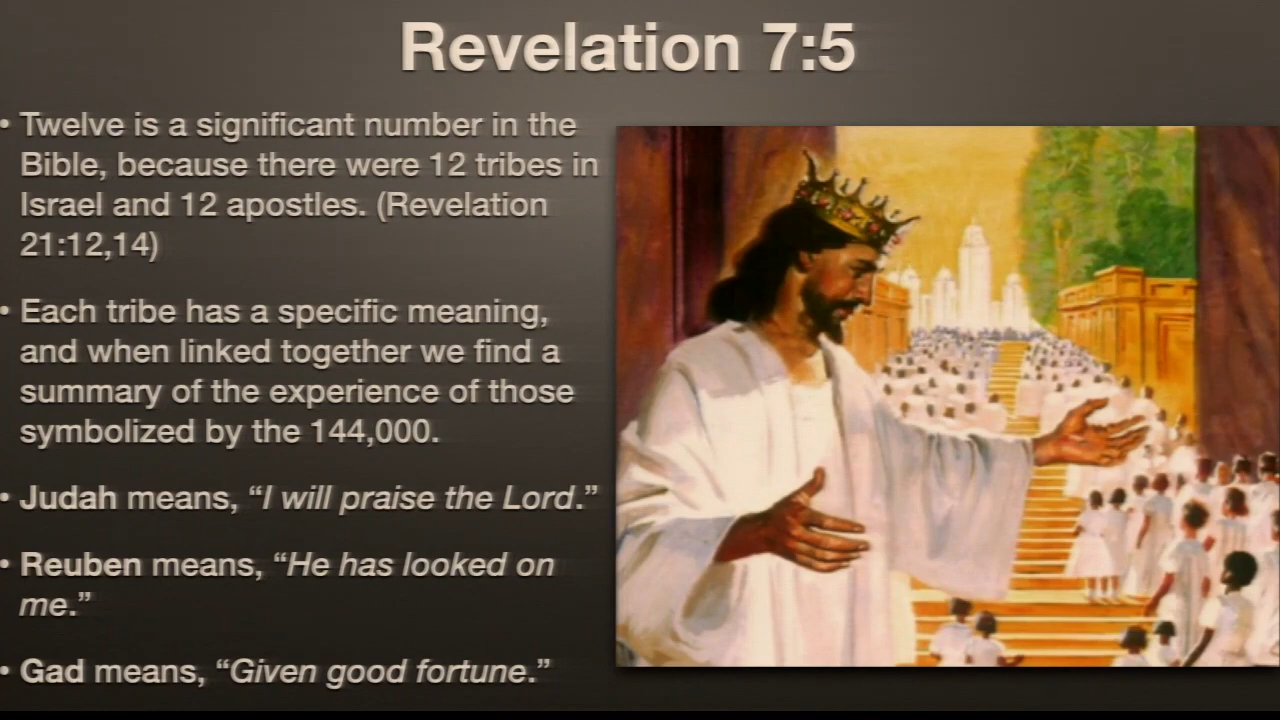 Revelation 7:5
• Twelve is a significant number in the
Bible, because there were 12 tribes in
Israel and 12 apostles. (Revelation
21:12,14)
• Each tribe has a specific meaning,
and when linked together we find a
summary of the experience of those
symbolized by the 144,000.
• Judah means, “I will praise the Lord.”
• Reuben means, “He has looked on
me.”
• Gad means, “Given good fortune.”